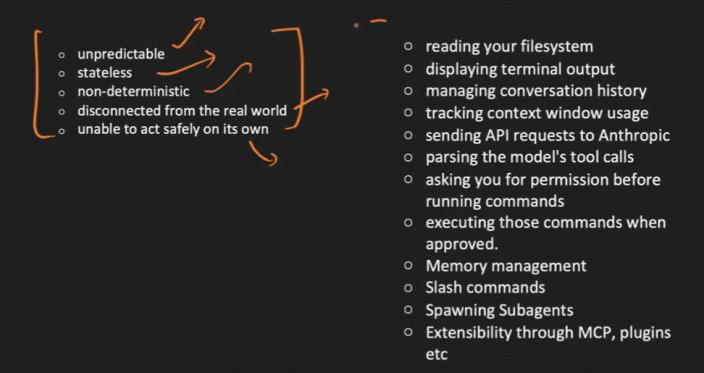 unpredictable
stateless
non-deterministic
disconnected from the real world
unable to act safely on its own
reading your filesystem
displaying terminal output
managing conversation history
tracking context window usage
sending API requests to Anthropic
parsing the model's tool calls
asking you for permission before
running commands
executing those commands when
approved.
Memory management
Slash commands
Spawning Subagents
Extensibility through MCP, plugins
etc